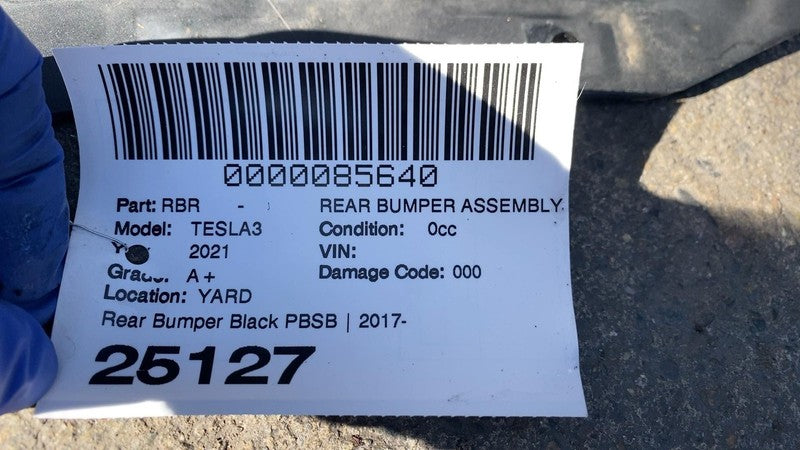 0000085640
Part: RBR - REAR BUMPER ASSEMBLY
Model: TESLA3 Condition: 0cc
2021 VIN:
Grade: A+ Damage Code: 000
Location: YARD
Rear Bumper Black PBSB | 2017-
25127